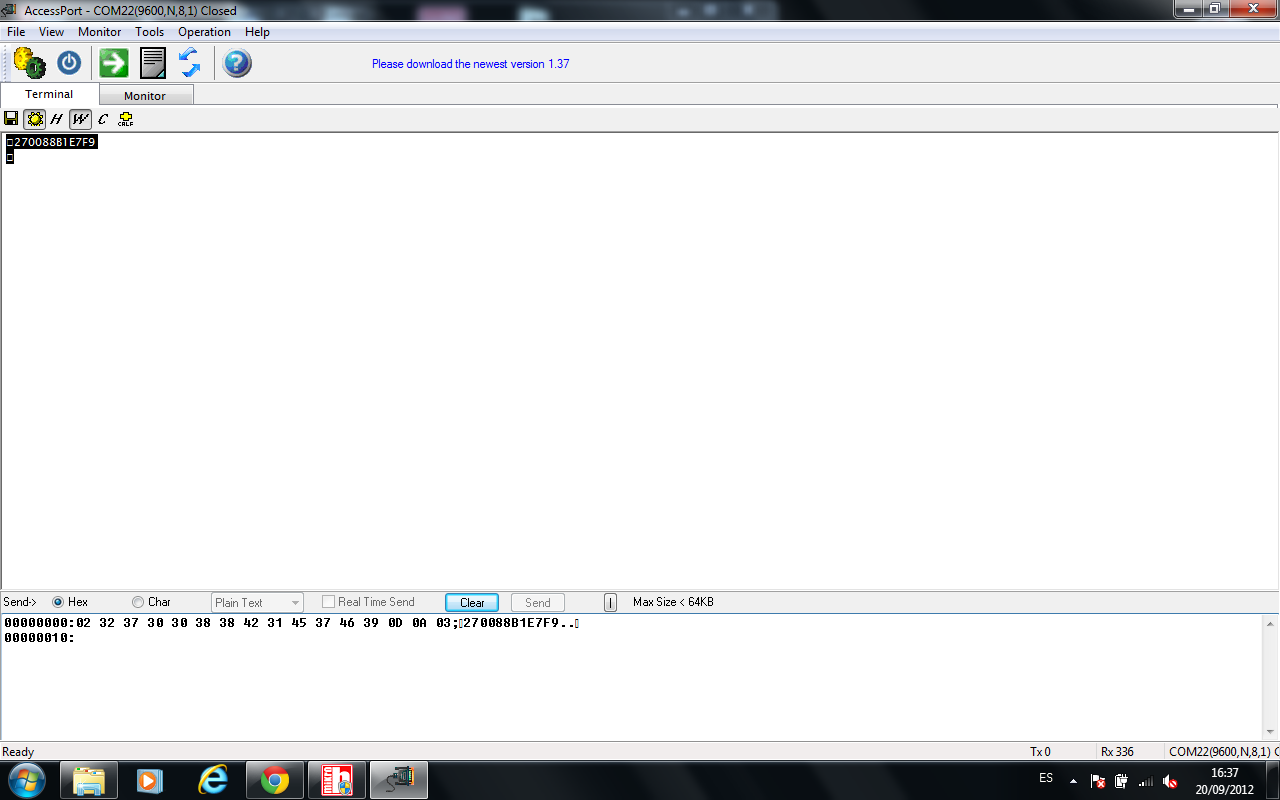 AccessPort - COM22(9600,N,8,1) Closed
File View Monitor Tools Operation Help
Please download the newest version 1.37
Terminal Monitor
H W C CRLF
□270088B1E7F9
□
Send-> Hex Char Plain Text Real Time Send Clear Send | Max Size < 64KB
00000000:02 32 37 30 30 38 38 42 31 45 37 46 39 0D 0A 03;▯270088B1E7F9..▯
00000010:
Ready Tx 0 Rx 336 COM22(9600,N,8,1) C
ES 16:37
20/09/2012